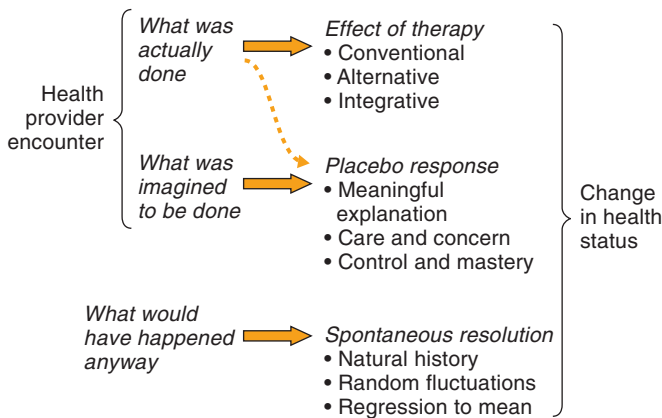 What was
actually
done
Effect of therapy
• Conventional
• Alternative
• Integrative
Health
provider
encounter
What was
imagined
to be done
Placebo response
• Meaningful
explanation
• Care and concern
• Control and mastery
Change
in health
status
What would
have happened
anyway
Spontaneous resolution
• Natural history
• Random fluctuations
• Regression to mean